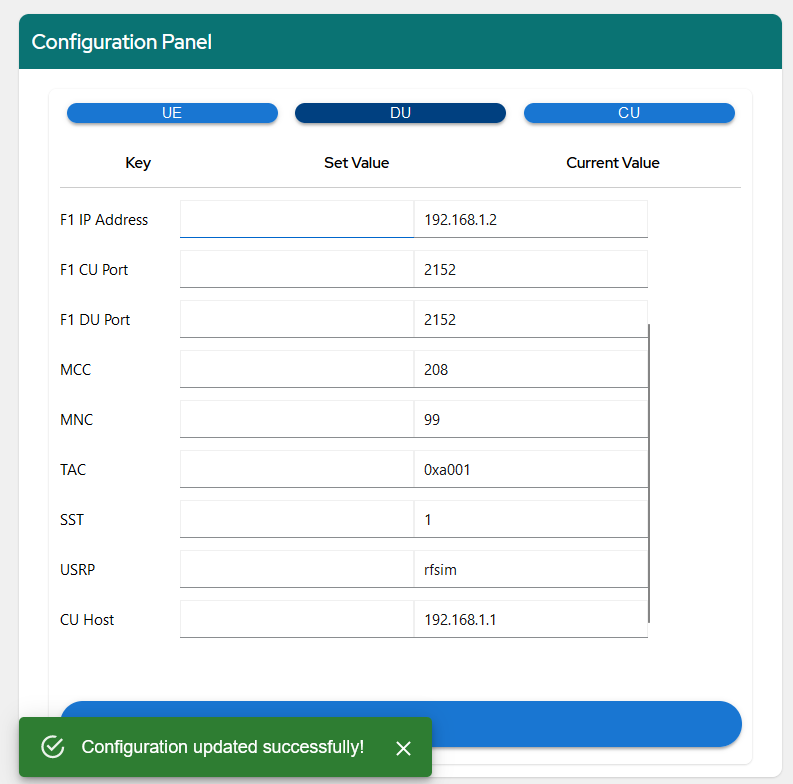 Configuration Panel
UE DU CU
Key Set Value Current Value
F1 IP Address 192.168.1.2
F1 CU Port 2152
F1 DU Port 2152
MCC 208
MNC 99
TAC 0xa001
SST 1
USRP rfsim
CU Host 192.168.1.1
Configuration updated successfully!